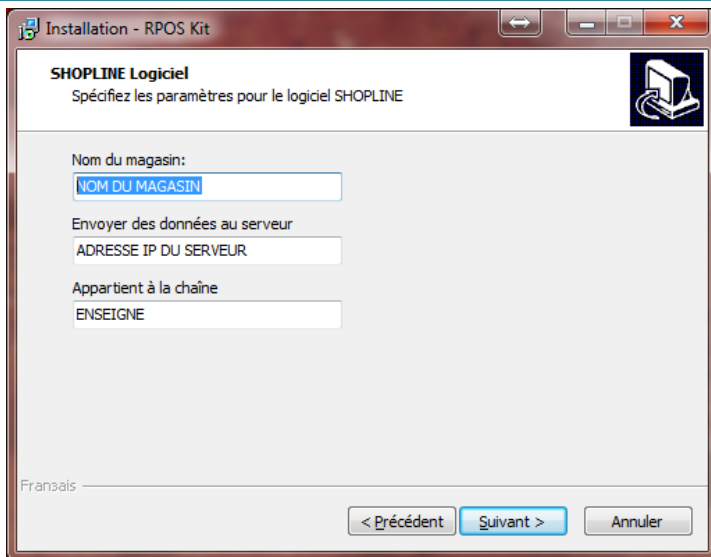 Installation - RPOS Kit
SHOPLINE Logiciel
Spécifiez les paramètres pour le logiciel SHOPLINE
Nom du magasin:
NOM DU MAGASIN
Envoyer des données au serveur
ADRESSE IP DU SERVEUR
Appartient à la chaîne
ENSEIGNE
Franзais
< Précédent
Suivant >
Annuler